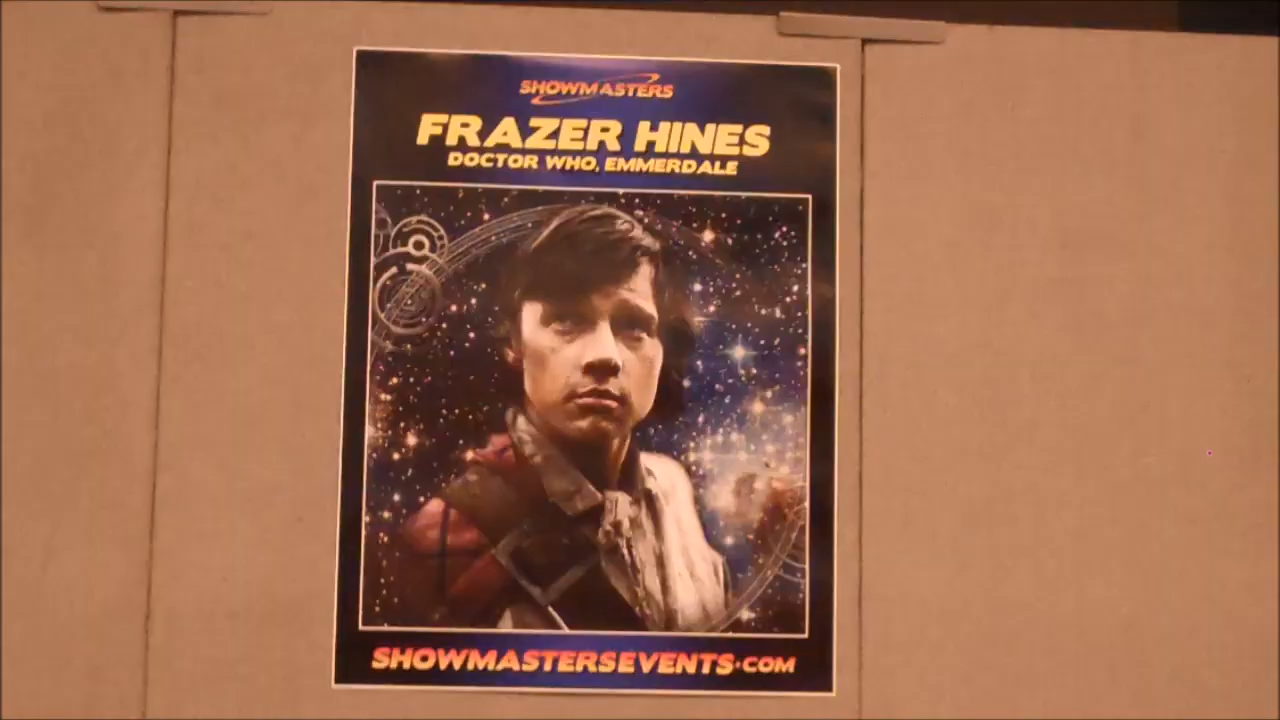 SHOWMASTERS
FRAZER HINES
DOCTOR WHO, EMMERDALE
SHOWMASTERSEVENTS.COM